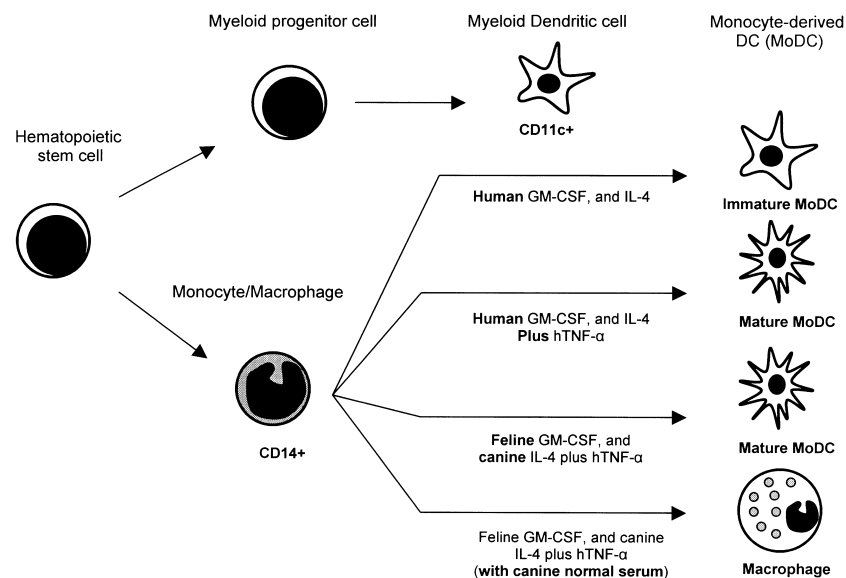 Myeloid progenitor cell
Myeloid Dendritic cell
Monocyte-derived
DC (MoDC)
Hematopoietic
stem cell
CD11c+
Human GM-CSF, and IL-4
Immature MoDC
Monocyte/Macrophage
Human GM-CSF, and IL-4
Plus hTNF-α
Mature MoDC
CD14+
Feline GM-CSF, and
canine IL-4 plus hTNF-α
Mature MoDC
Feline GM-CSF, and canine
IL-4 plus hTNF-α
(with canine normal serum)
Macrophage